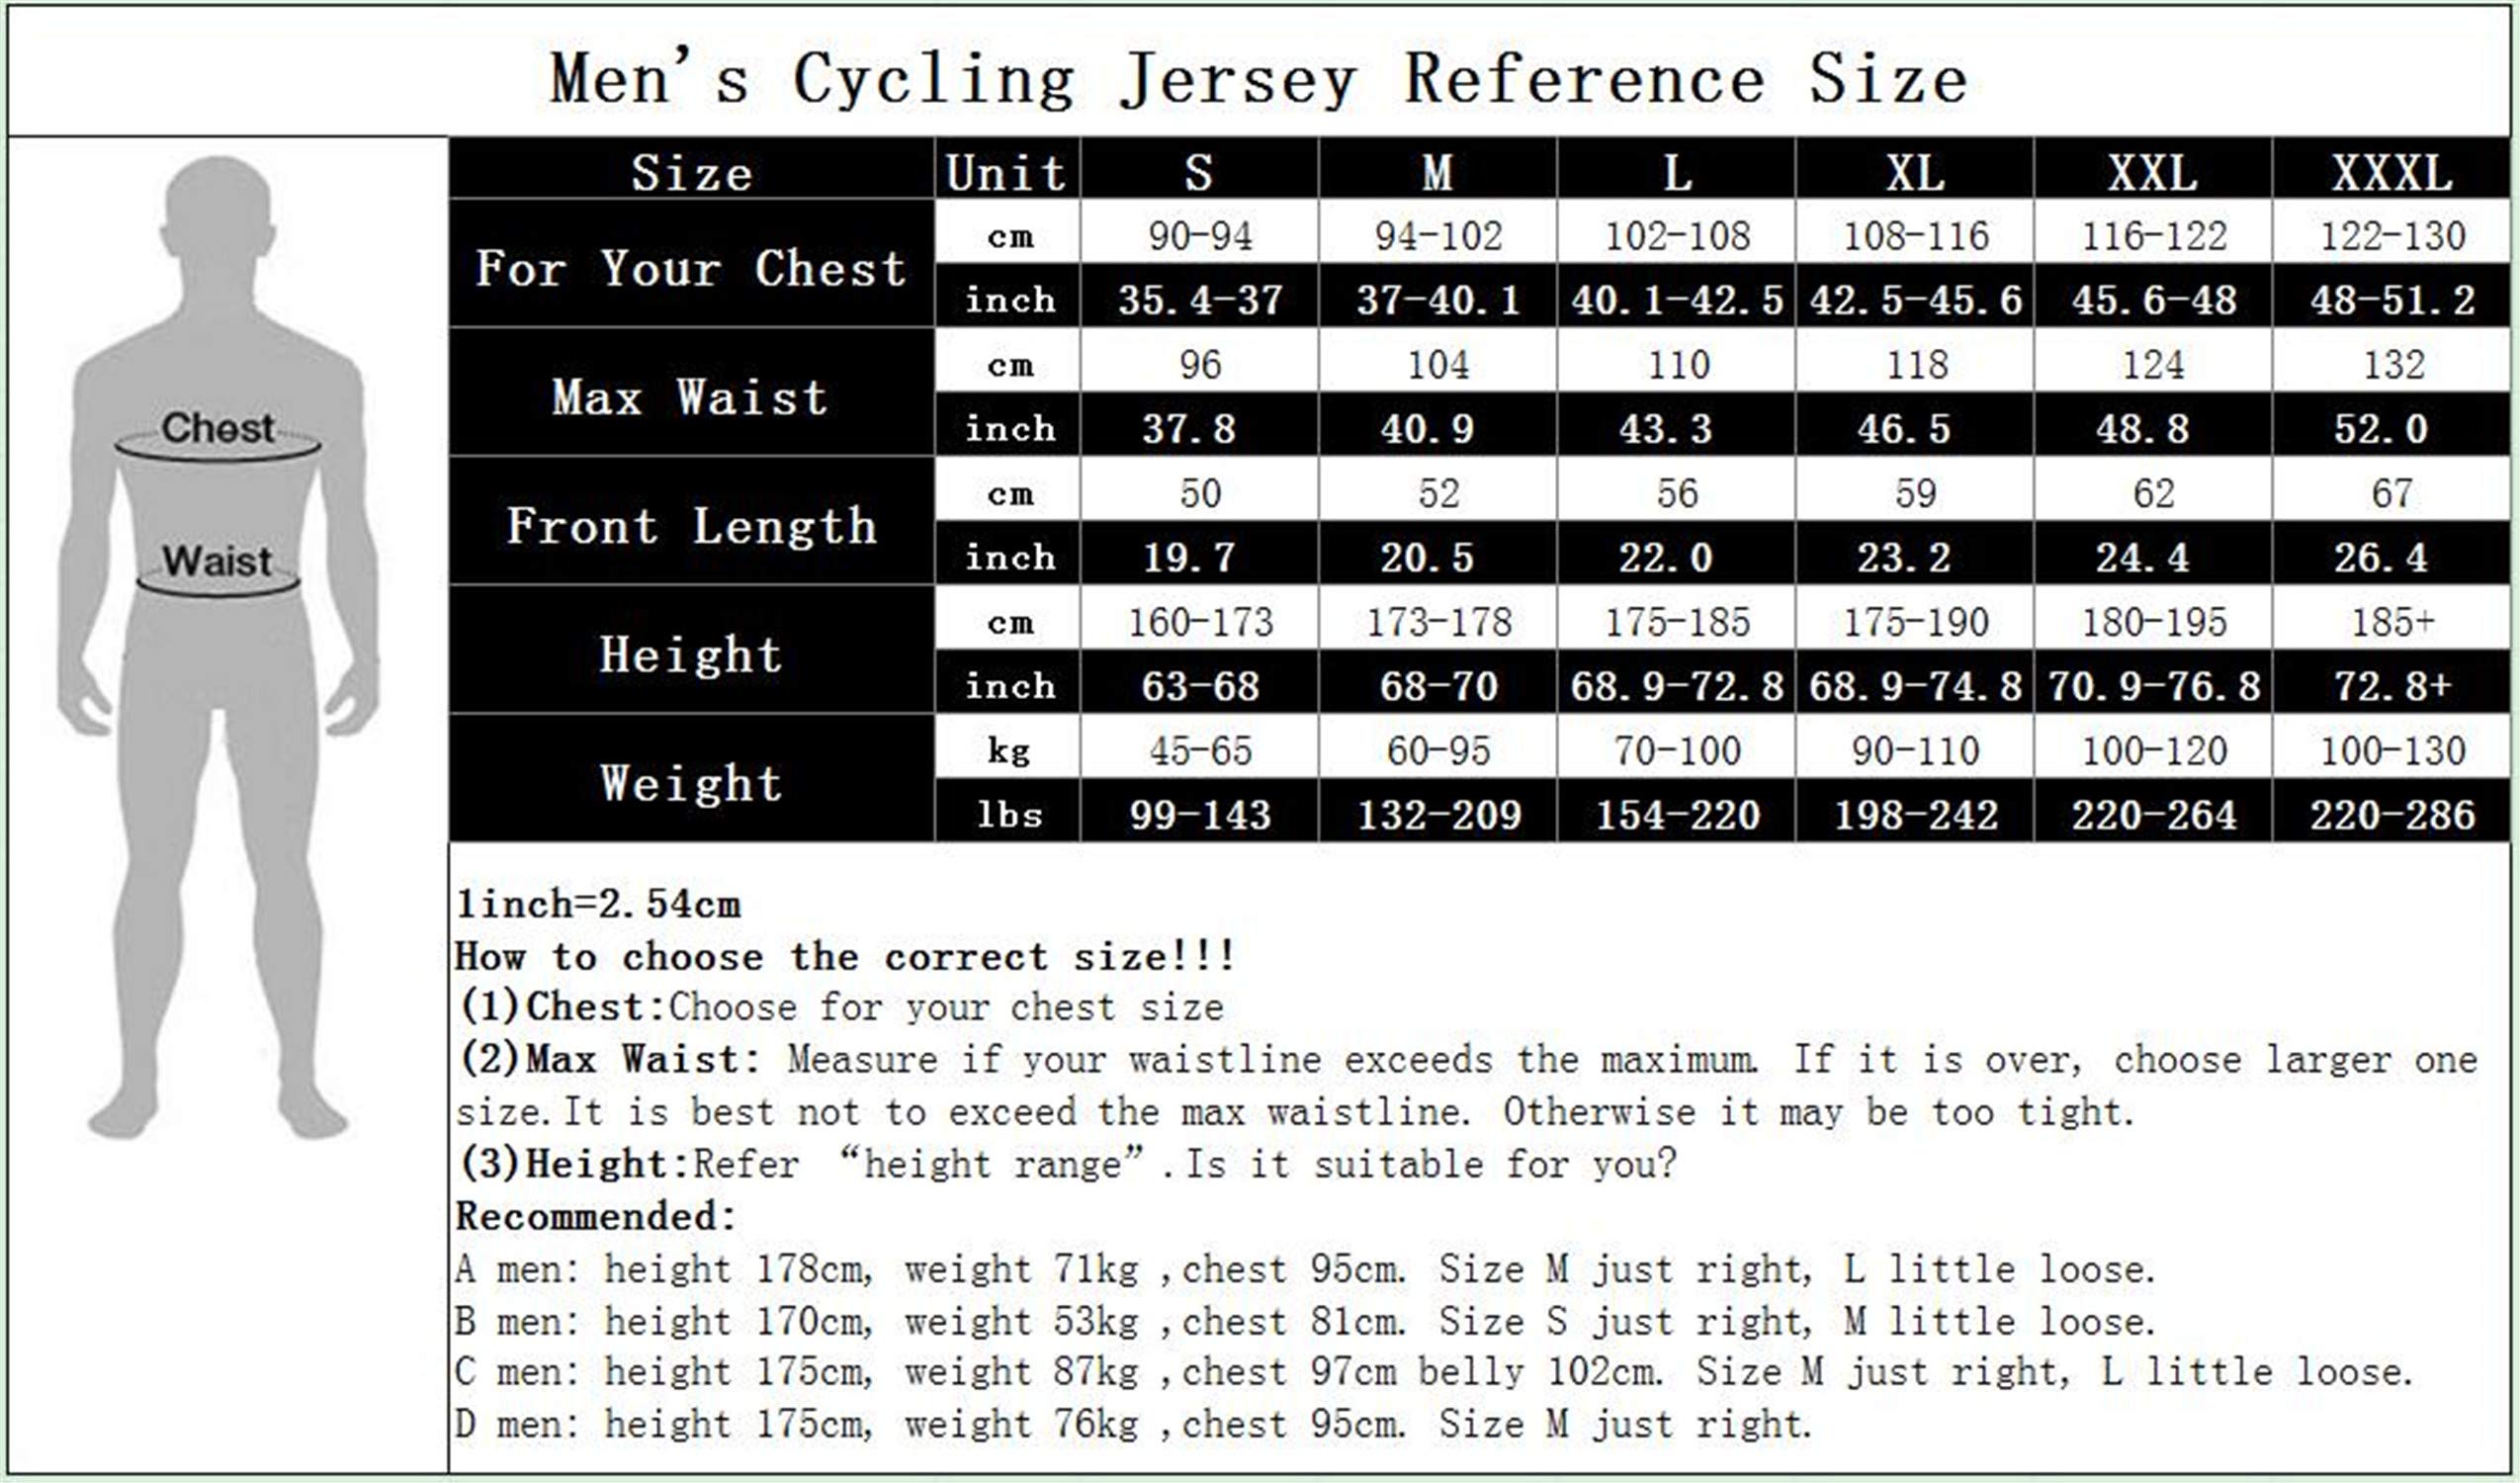 Men's Cycling Jersey Reference Size
Size Unit S M L XL XXL XXXL
For Your Chest cm 90-94 94-102 102-108 108-116 116-122 122-130
inch 35.4-37 37-40.1 40.1-42.5 42.5-45.6 45.6-48 48-51.2
Max Waist cm 96 104 110 118 124 132
inch 37.8 40.9 43.3 46.5 48.8 52.0
Front Length cm 50 52 56 59 62 67
inch 19.7 20.5 22.0 23.2 24.4 26.4
Height cm 160-173 173-178 175-185 175-190 180-195 185+
inch 63-68 68-70 68.9-72.8 68.9-74.8 70.9-76.8 72.8+
Weight kg 45-65 60-95 70-100 90-110 100-120 100-130
lbs 99-143 132-209 154-220 198-242 220-264 220-286
Chest
Waist
1inch=2.54cm
How to choose the correct size!!!
(1)Chest:Choose for your chest size
(2)Max Waist: Measure if your waistline exceeds the maximum. If it is over, choose larger one
size.It is best not to exceed the max waistline. Otherwise it may be too tight.
(3)Height:Refer “height range”.Is it suitable for you?
Recommended:
A men: height 178cm, weight 71kg ,chest 95cm. Size M just right, L little loose.
B men: height 170cm, weight 53kg ,chest 81cm. Size S just right, M little loose.
C men: height 175cm, weight 87kg ,chest 97cm belly 102cm. Size M just right, L little loose.
D men: height 175cm, weight 76kg ,chest 95cm. Size M just right.